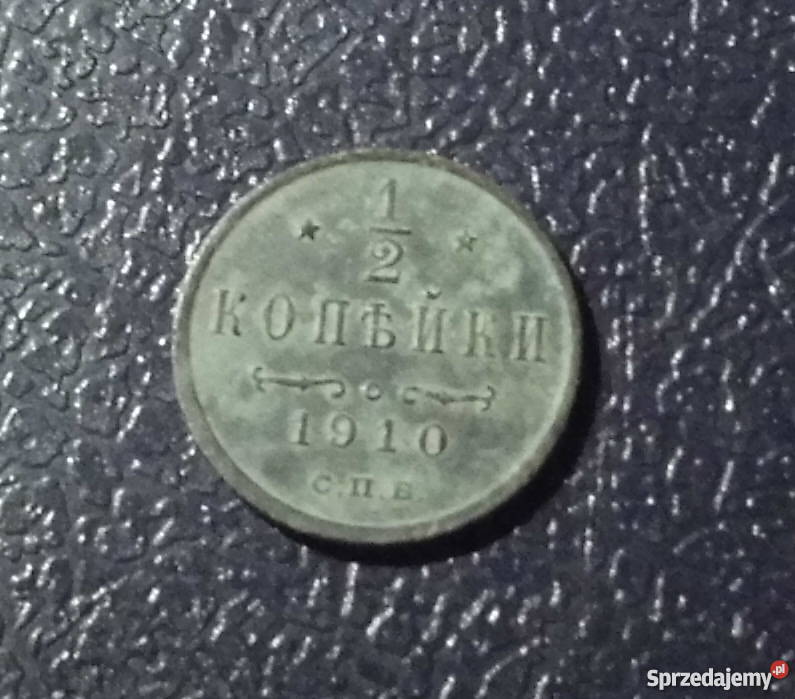 1
2
КОПѢЙКИ
1910
С.П.Б.
Sprzedajemy.pl